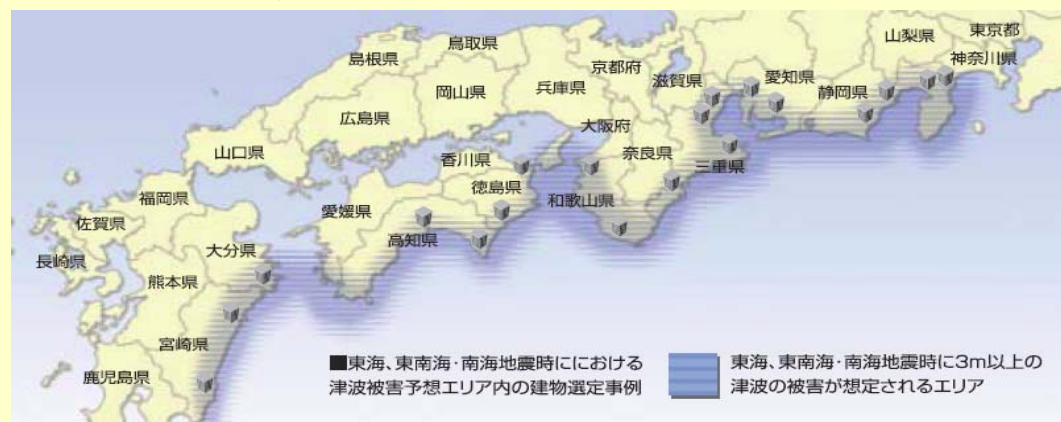 東京都
山梨県
神奈川県
鳥取県
島根県
京都府
滋賀県
愛知県
静岡県
岡山県
兵庫県
広島県
大阪府
山口県
奈良県
香川県
三重県
徳島県
和歌山県
福岡県
愛媛県
佐賀県
高知県
大分県
長崎県
熊本県
宮崎県
鹿児島県
■東海、東南海・南海地震時ににおける
津波被害予想エリア内の建物選定事例
東海、東南海・南海地震時に3m以上の
津波の被害が想定されるエリア